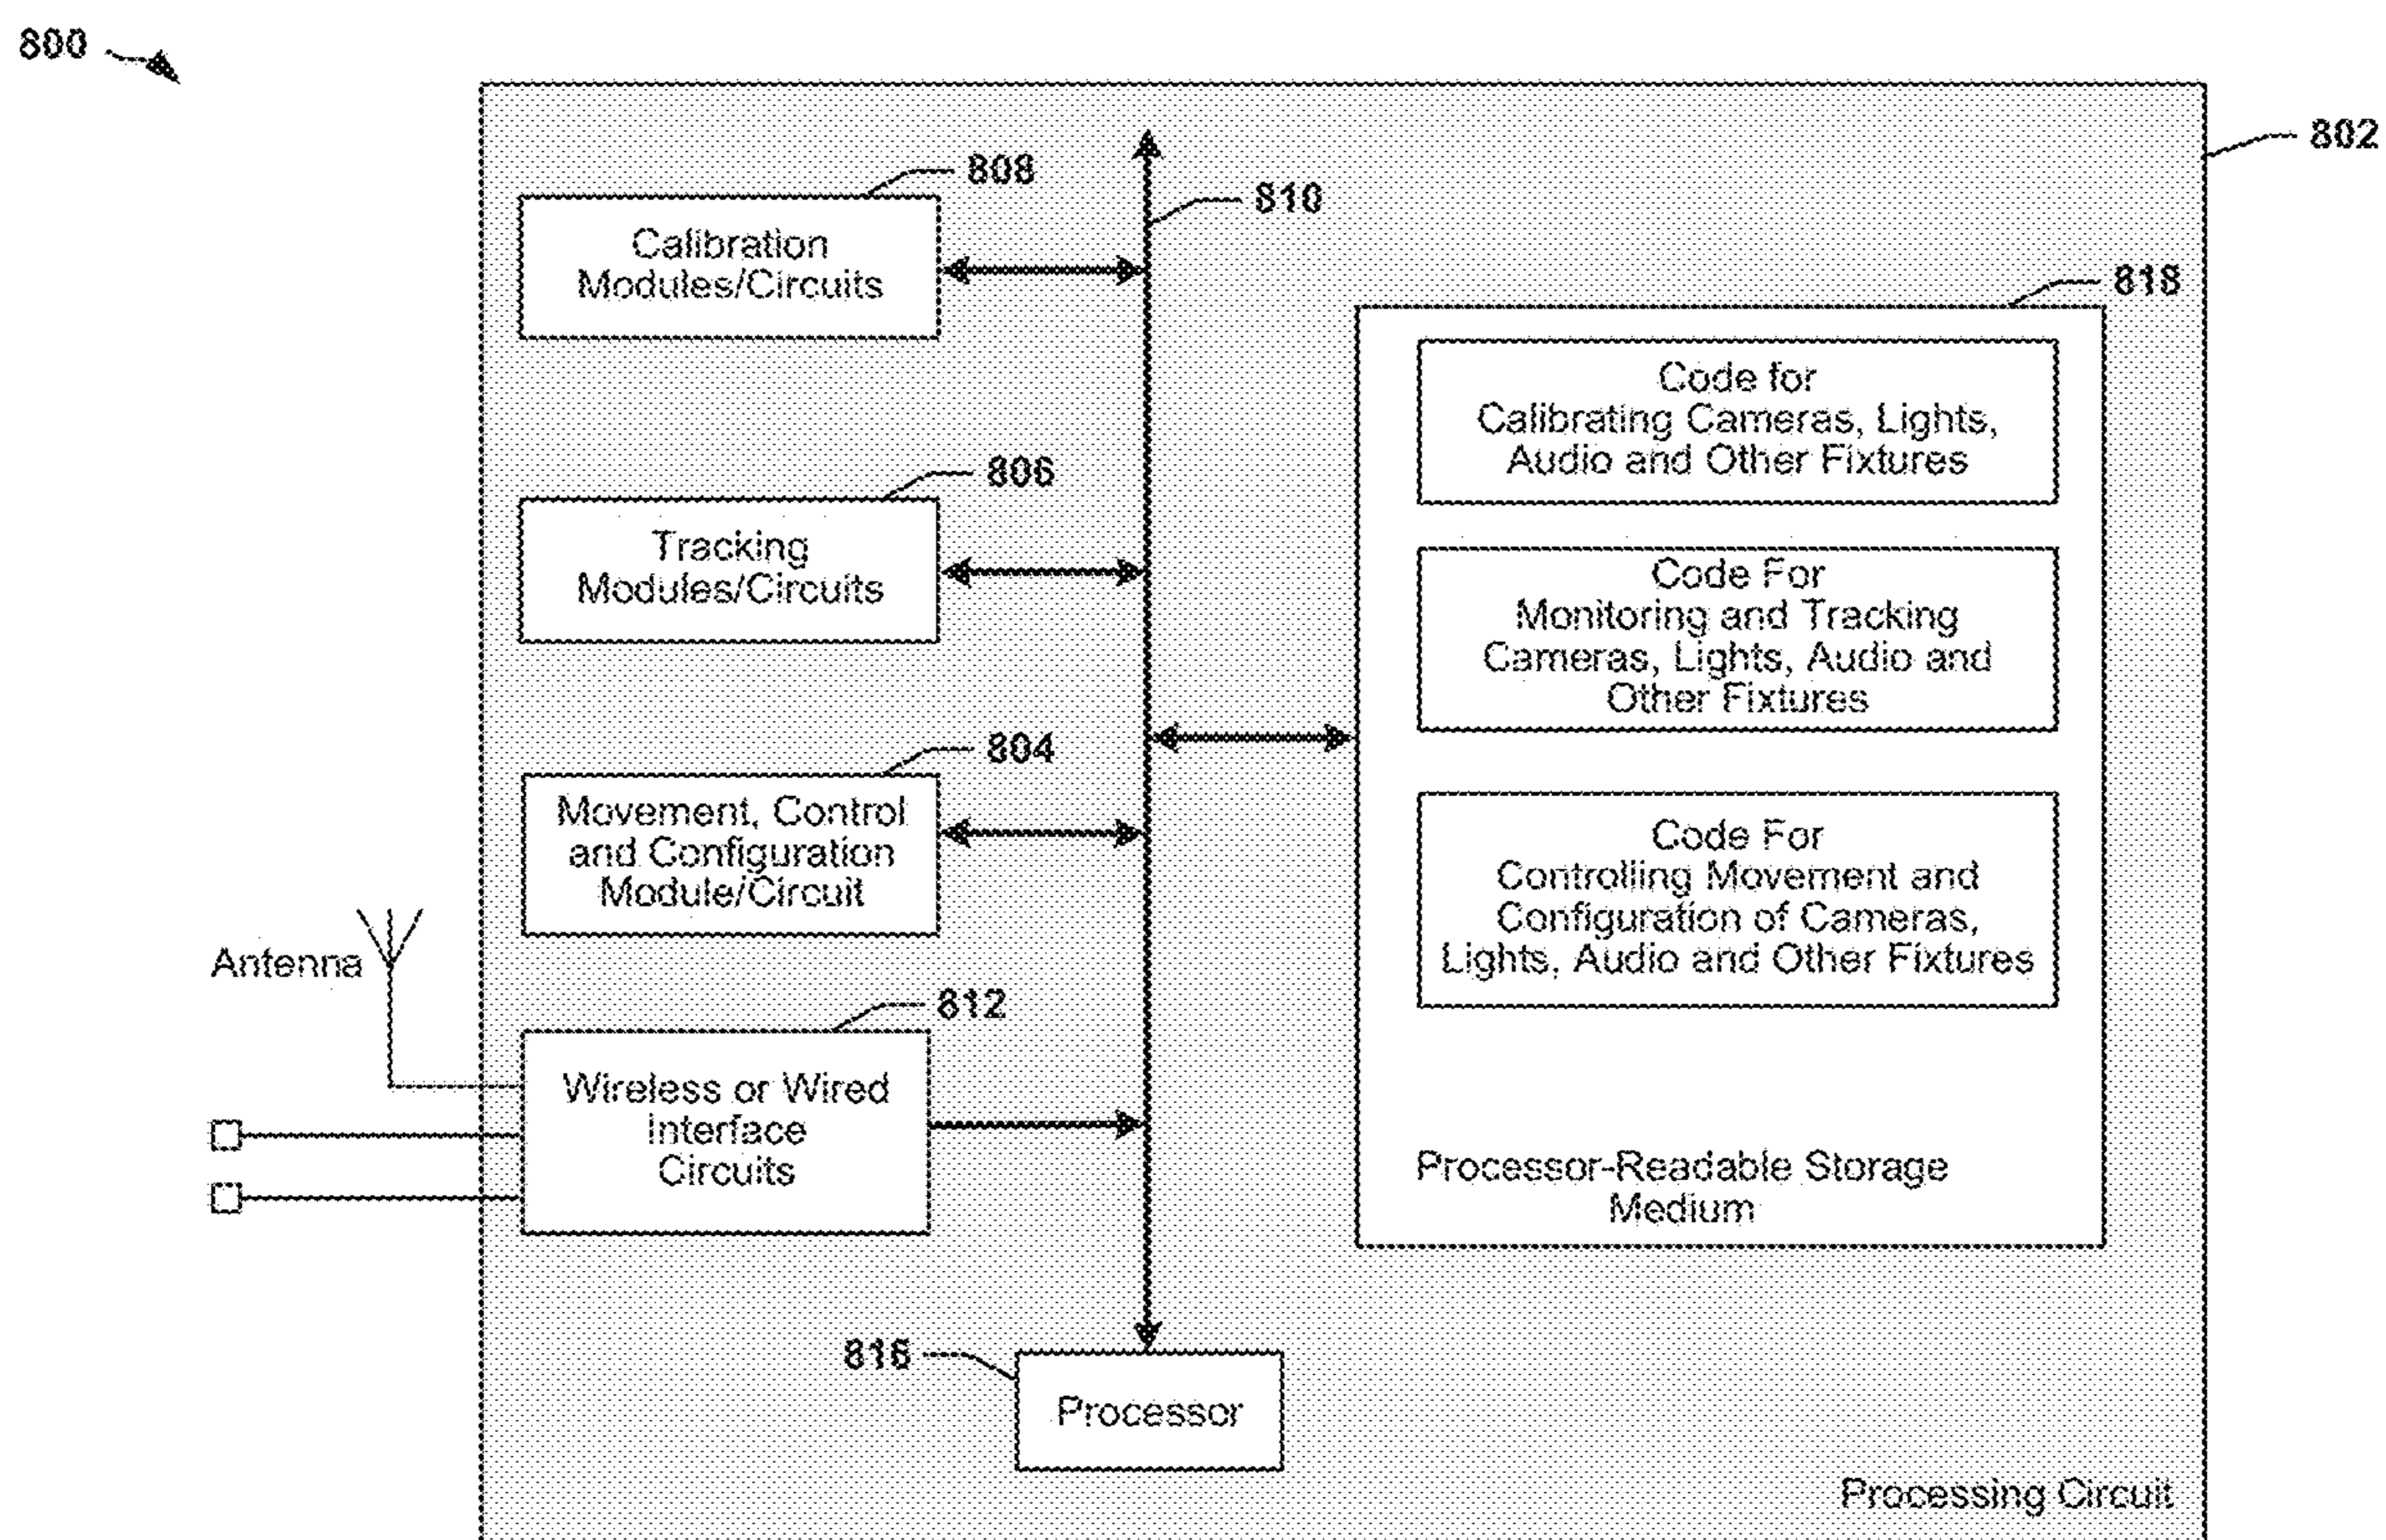 800
802
808
810
Calibration
Modules/Circuits
818
Code for
Calibrating Cameras, Lights,
Audio and Other Fixtures
806
Tracking
Modules/Circuits
Code For
Monitoring and Tracking
Cameras, Lights, Audio and
Other Fixtures
804
Movement, Control
and Configuration
Module/Circuit
Code For
Controlling Movement and
Configuration of Cameras,
Lights, Audio and Other Fixtures
Antenna
812
Wireless or Wired
Interface
Circuits
Processor-Readable Storage
Medium
816
Processor
Processing Circuit